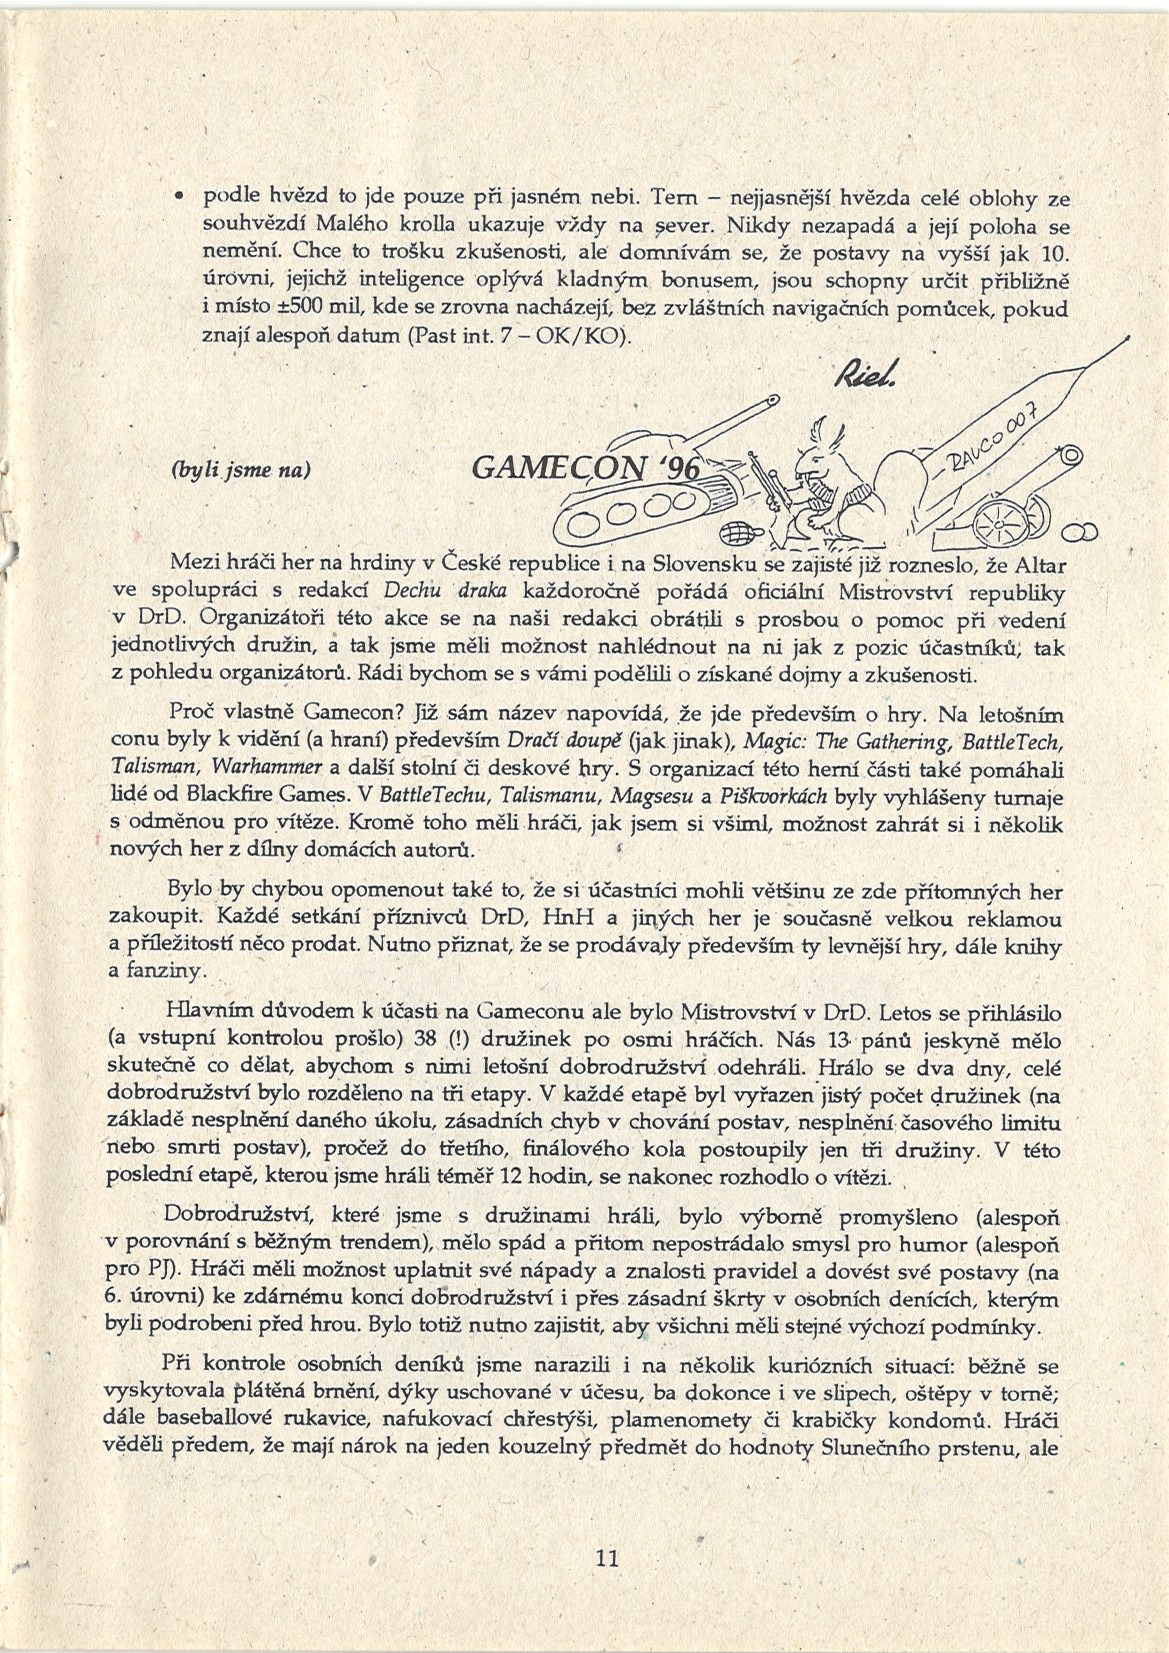 • podle hvězd to jde pouze při jasném nebi. Tern – nejjasnější hvězda celé oblohy ze
souhvězdí Malého krolla ukazuje vždy na sever. Nikdy nezapadá a její poloha se
nemění. Chce to trošku zkušenosti, ale domnívám se, že postavy na vyšší jak 10.
úrovni, jejichž inteligence oplývá kladným bonusem, jsou schopny určit přibližně
i místo ±500 mil, kde se zrovna nacházejí, bez zvláštních navigačních pomůcek, pokud
znají alespoň datum (Past int. 7 – OK/KO).
Riel.
(byli jsme na) GAMECON '96
Mezi hráči her na hrdiny v České republice i na Slovensku se zajisté již rozneslo, že Altar
ve spolupráci s redakcí Dechu draka každoročně pořádá oficiální Mistrovství republiky
v DrD. Organizátoři této akce se na naši redakci obrátili s prosbou o pomoc při vedení
jednotlivých družin, a tak jsme měli možnost nahlédnout na ni jak z pozic účastníků, tak
z pohledu organizátorů. Rádi bychom se s vámi podělili o získané dojmy a zkušenosti.
Proč vlastně Gamecon? Již sám název napovídá, že jde především o hry. Na letošním
conu byly k vidění (a hraní) především Dračí doupě (jak jinak), Magic: The Gathering, BattleTech,
Talisman, Warhammer a další stolní či deskové hry. S organizací této herní části také pomáhali
lidé od Blackfire Games. V BattleTechu, Talismanu, Magsesu a Piškvorkách byly vyhlášeny turnaje
s odměnou pro vítěze. Kromě toho měli hráči, jak jsem si všiml, možnost zahrát si i několik
nových her z dílny domácích autorů.
Bylo by chybou opomenout také to, že si účastníci mohli většinu ze zde přítomných her
zakoupit. Každé setkání příznivců DrD, HnH a jiných her je současně velkou reklamou
a příležitostí něco prodat. Nutno přiznat, že se prodávaly především ty levnější hry, dále knihy
a fanziny.
Hlavním důvodem k účasti na Gameconu ale bylo Mistrovství v DrD. Letos se přihlásilo
(a vstupní kontrolou prošlo) 38 (!) družinek po osmi hráčích. Nás 13 pánů jeskyně mělo
skutečně co dělat, abychom s nimi letošní dobrodružství odehráli. Hrálo se dva dny, celé
dobrodružství bylo rozděleno na tři etapy. V každé etapě byl vyřazen jistý počet družinek (na
základě nesplnění daného úkolu, zásadních chyb v chování postav, nesplnění časového limitu
nebo smrti postav), pročež do třetího, finálového kola postoupily jen tři družiny. V této
poslední etapě, kterou jsme hráli téměř 12 hodin, se nakonec rozhodlo o vítězi.
Dobrodružství, které jsme s družinami hráli, bylo výborně promyšleno (alespoň
v porovnání s běžným trendem), mělo spád a přitom nepostrádalo smysl pro humor (alespoň
pro PJ). Hráči měli možnost uplatnit své nápady a znalosti pravidel a dovést své postavy (na
6. úrovni) ke zdárnému konci dobrodružství i přes zásadní škrty v osobních denících, kterým
byli podrobeni před hrou. Bylo totiž nutno zajistit, aby všichni měli stejné výchozí podmínky.
Při kontrole osobních deníků jsme narazili i na několik kuriózních situací: běžně se
vyskytovala plátěná brnění, dýky uschované v účesu, ba dokonce i ve slipech, oštěpy v torně;
dále baseballové rukavice, nafukovací chřestýši, plamenomety či krabičky kondomů. Hráči
věděli předem, že mají nárok na jeden kouzelný předmět do hodnoty Slunečního prstenu, ale
11